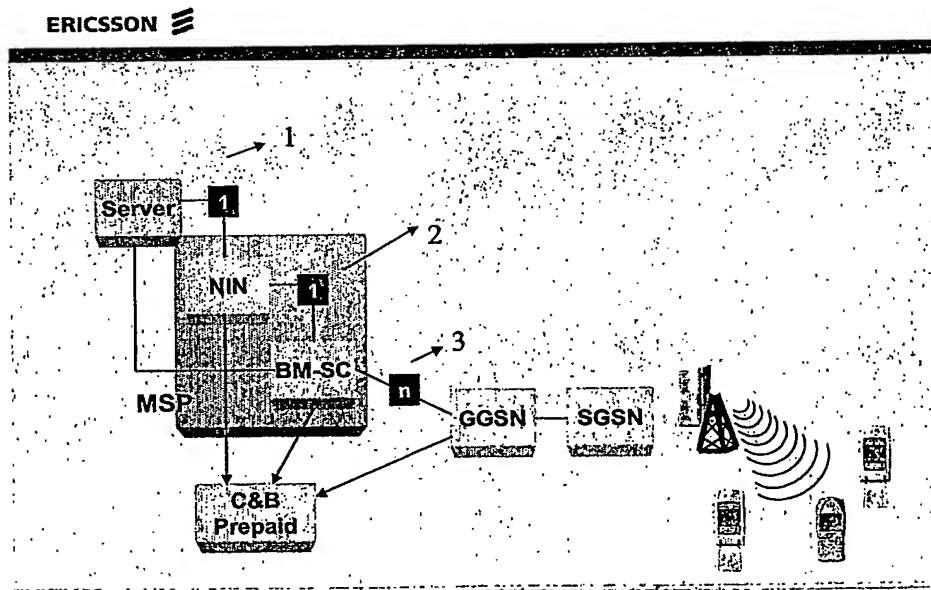 ERICSSON
1
Server
1
2
NIN
1
3
BM-SC
n
MSP
GGSN
SGSN
C&B
Prepaid